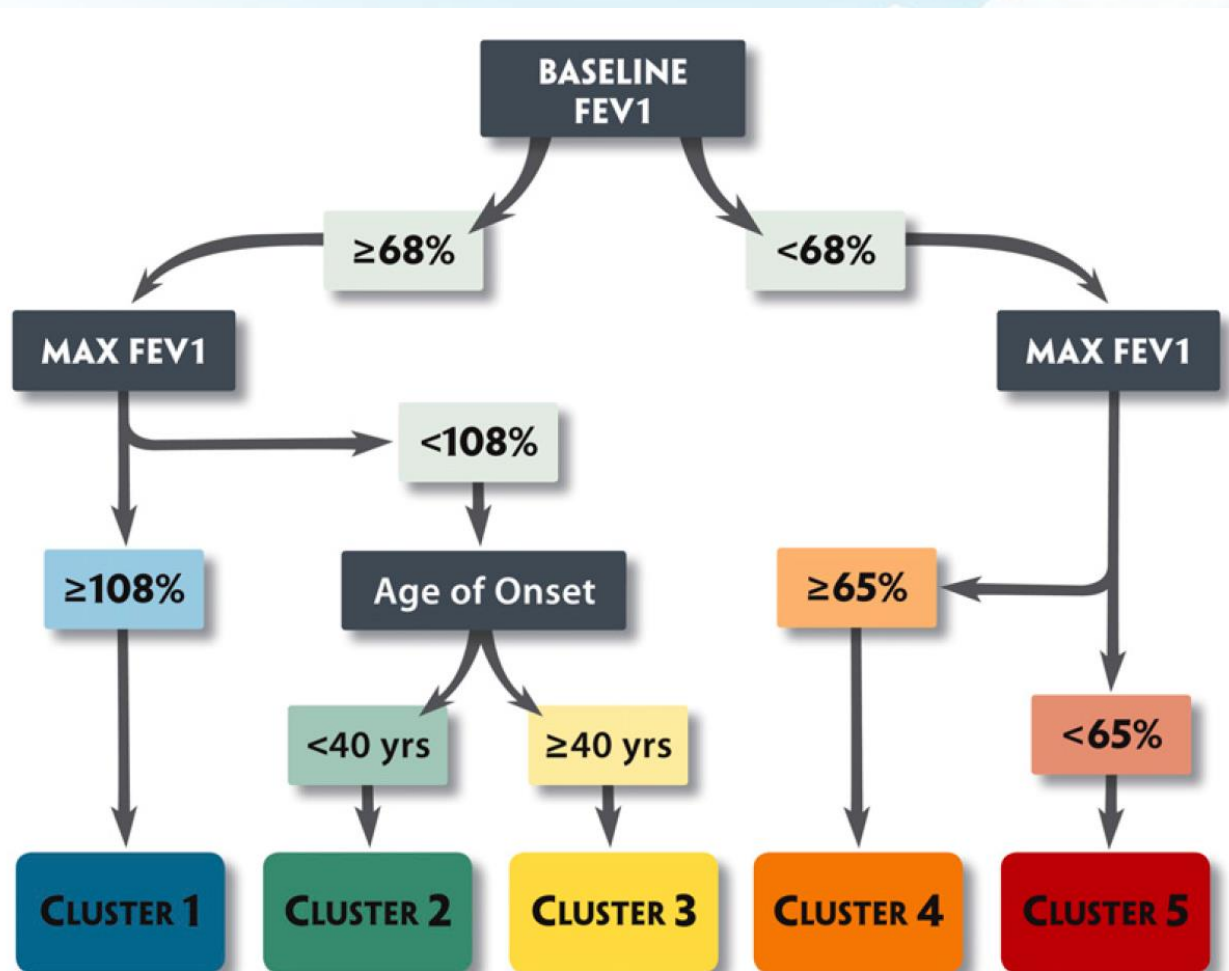 BASELINE
FEV1
≥68%
<68%
MAX FEV1
MAX FEV1
<108%
≥108%
Age of Onset
≥65%
<40 yrs
≥40 yrs
<65%
CLUSTER 1
CLUSTER 2
CLUSTER 3
CLUSTER 4
CLUSTER 5